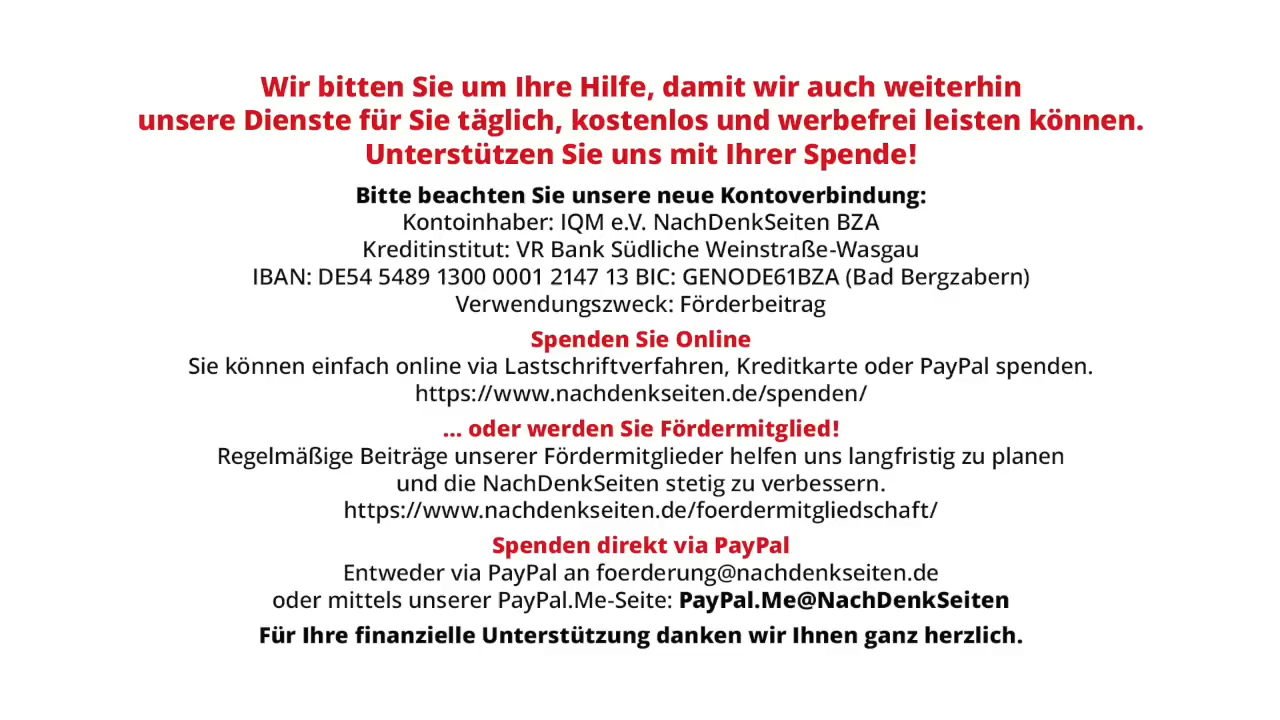 Wir bitten Sie um Ihre Hilfe, damit wir auch weiterhin
unsere Dienste für Sie täglich, kostenlos und werbefrei leisten können.
Unterstützen Sie uns mit Ihrer Spende!
Bitte beachten Sie unsere neue Kontoverbindung:
Kontoinhaber: IQM e.V. NachDenkSeiten BZA
Kreditinstitut: VR Bank Südliche Weinstraße-Wasgau
IBAN: DE54 5489 1300 0001 2147 13 BIC: GENODE61BZA (Bad Bergzabern)
Verwendungszweck: Förderbeitrag
Spenden Sie Online
Sie können einfach online via Lastschriftverfahren, Kreditkarte oder PayPal spenden.
https://www.nachdenkseiten.de/spenden/
... oder werden Sie Fördermitglied!
Regelmäßige Beiträge unserer Fördermitglieder helfen uns langfristig zu planen
und die NachDenkSeiten stetig zu verbessern.
https://www.nachdenkseiten.de/foerdermitgliedschaft/
Spenden direkt via PayPal
Entweder via PayPal an foerderung@nachdenkseiten.de
oder mittels unserer PayPal.Me-Seite: PayPal.Me@NachDenkSeiten
Für Ihre finanzielle Unterstützung danken wir Ihnen ganz herzlich.